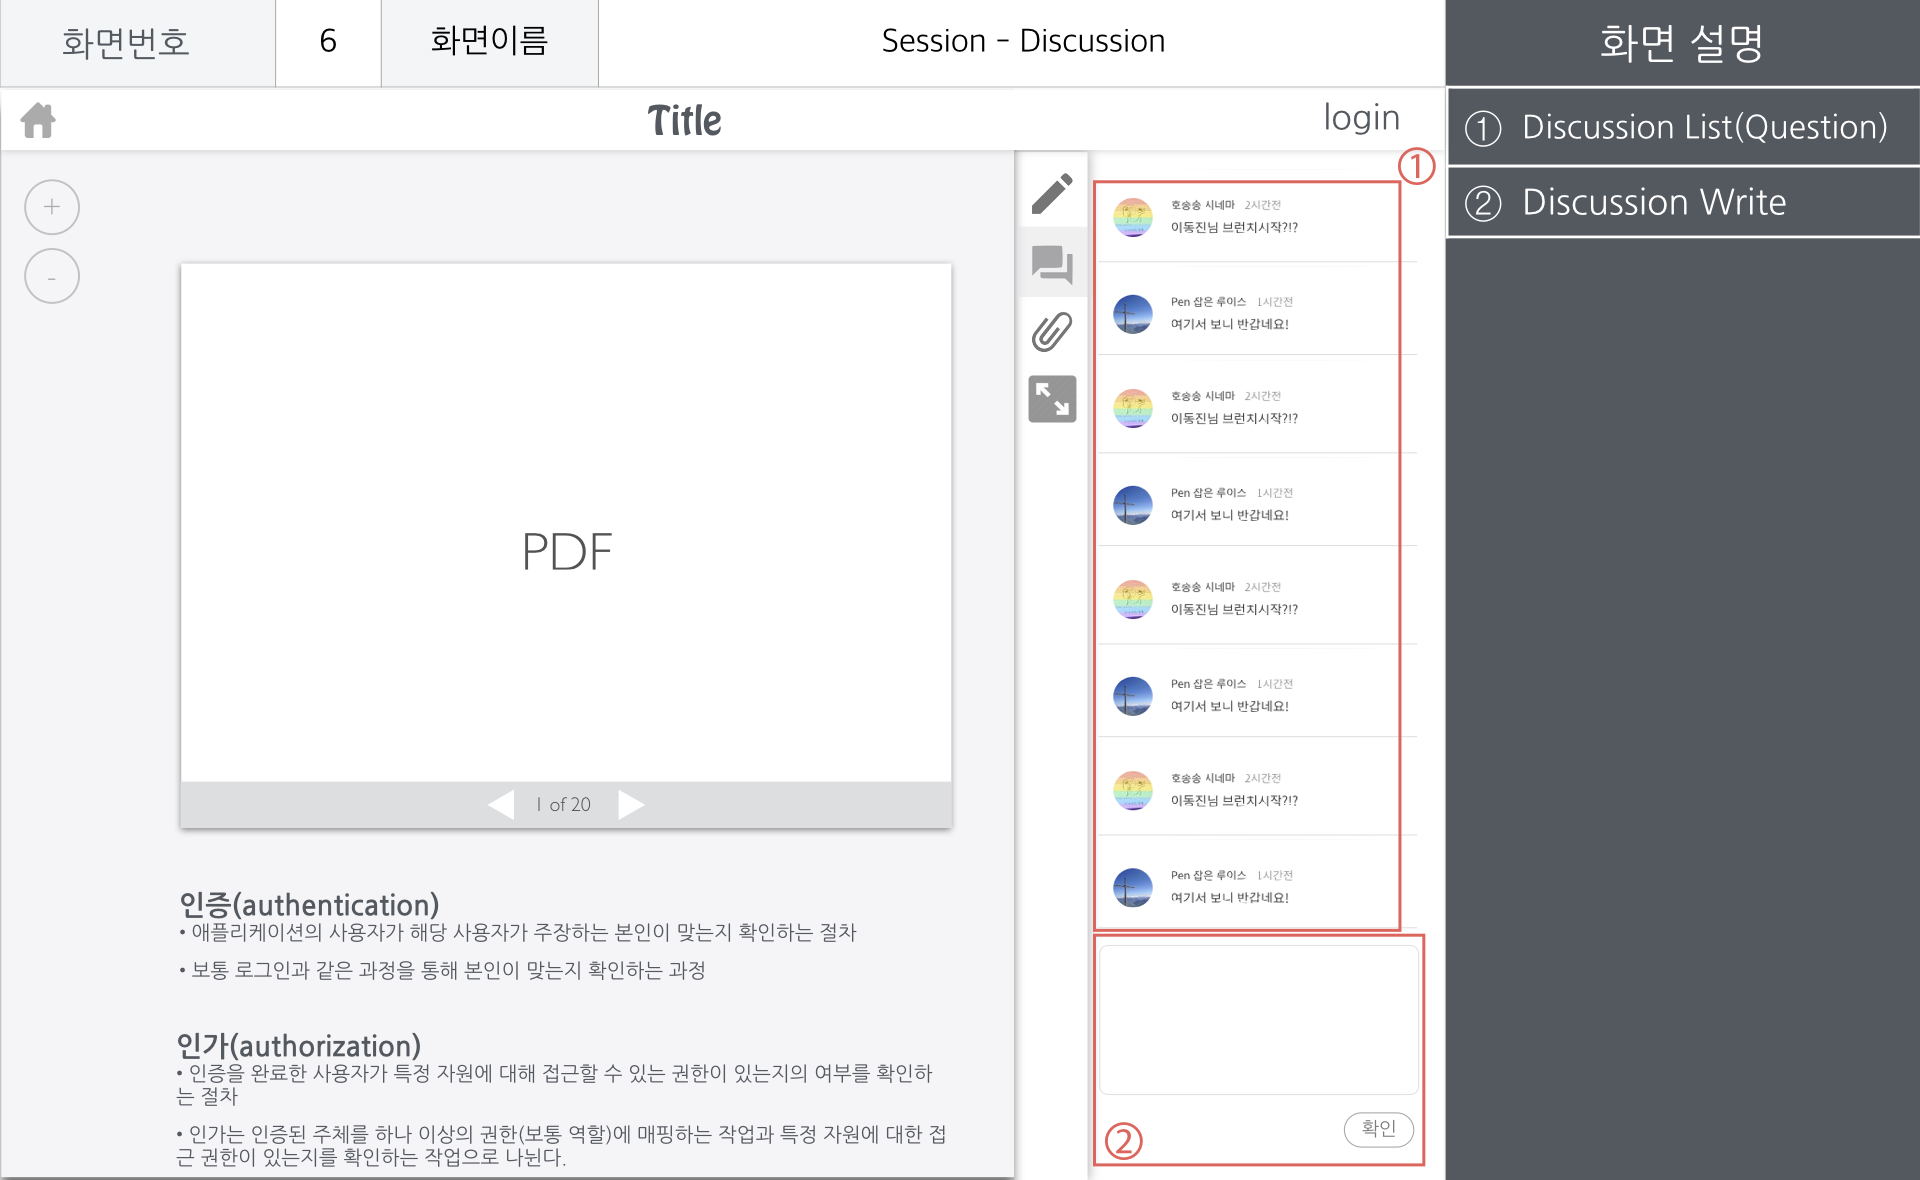 화면번호
6
화면이름
Session - Discussion
화면 설명
Title
login
① Discussion List(Question)
② Discussion Write
+
-
PDF
1 of 20
인증(authentication)
• 애플리케이션의 사용자가 해당 사용자가 주장하는 본인이 맞는지 확인하는 절차
• 보통 로그인과 같은 과정을 통해 본인이 맞는지 확인하는 과정
인가(authorization)
• 인증을 완료한 사용자가 특정 자원에 대해 접근할 수 있는 권한이 있는지의 여부를 확인하
는 절차
• 인가는 인증된 주체를 하나 이상의 권한(보통 역할)에 매핑하는 작업과 특정 자원에 대한 접
근 권한이 있는지를 확인하는 작업으로 나뉜다.
①
호송송 시네마 2시간전
이동진님 브런치시작?!?
Pen 잡은 루이스 1시간전
여기서 보니 반갑네요!
호송송 시네마 2시간전
이동진님 브런치시작?!?
Pen 잡은 루이스 1시간전
여기서 보니 반갑네요!
호송송 시네마 2시간전
이동진님 브런치시작?!?
Pen 잡은 루이스 1시간전
여기서 보니 반갑네요!
호송송 시네마 2시간전
이동진님 브런치시작?!?
Pen 잡은 루이스 1시간전
여기서 보니 반갑네요!
②
확인